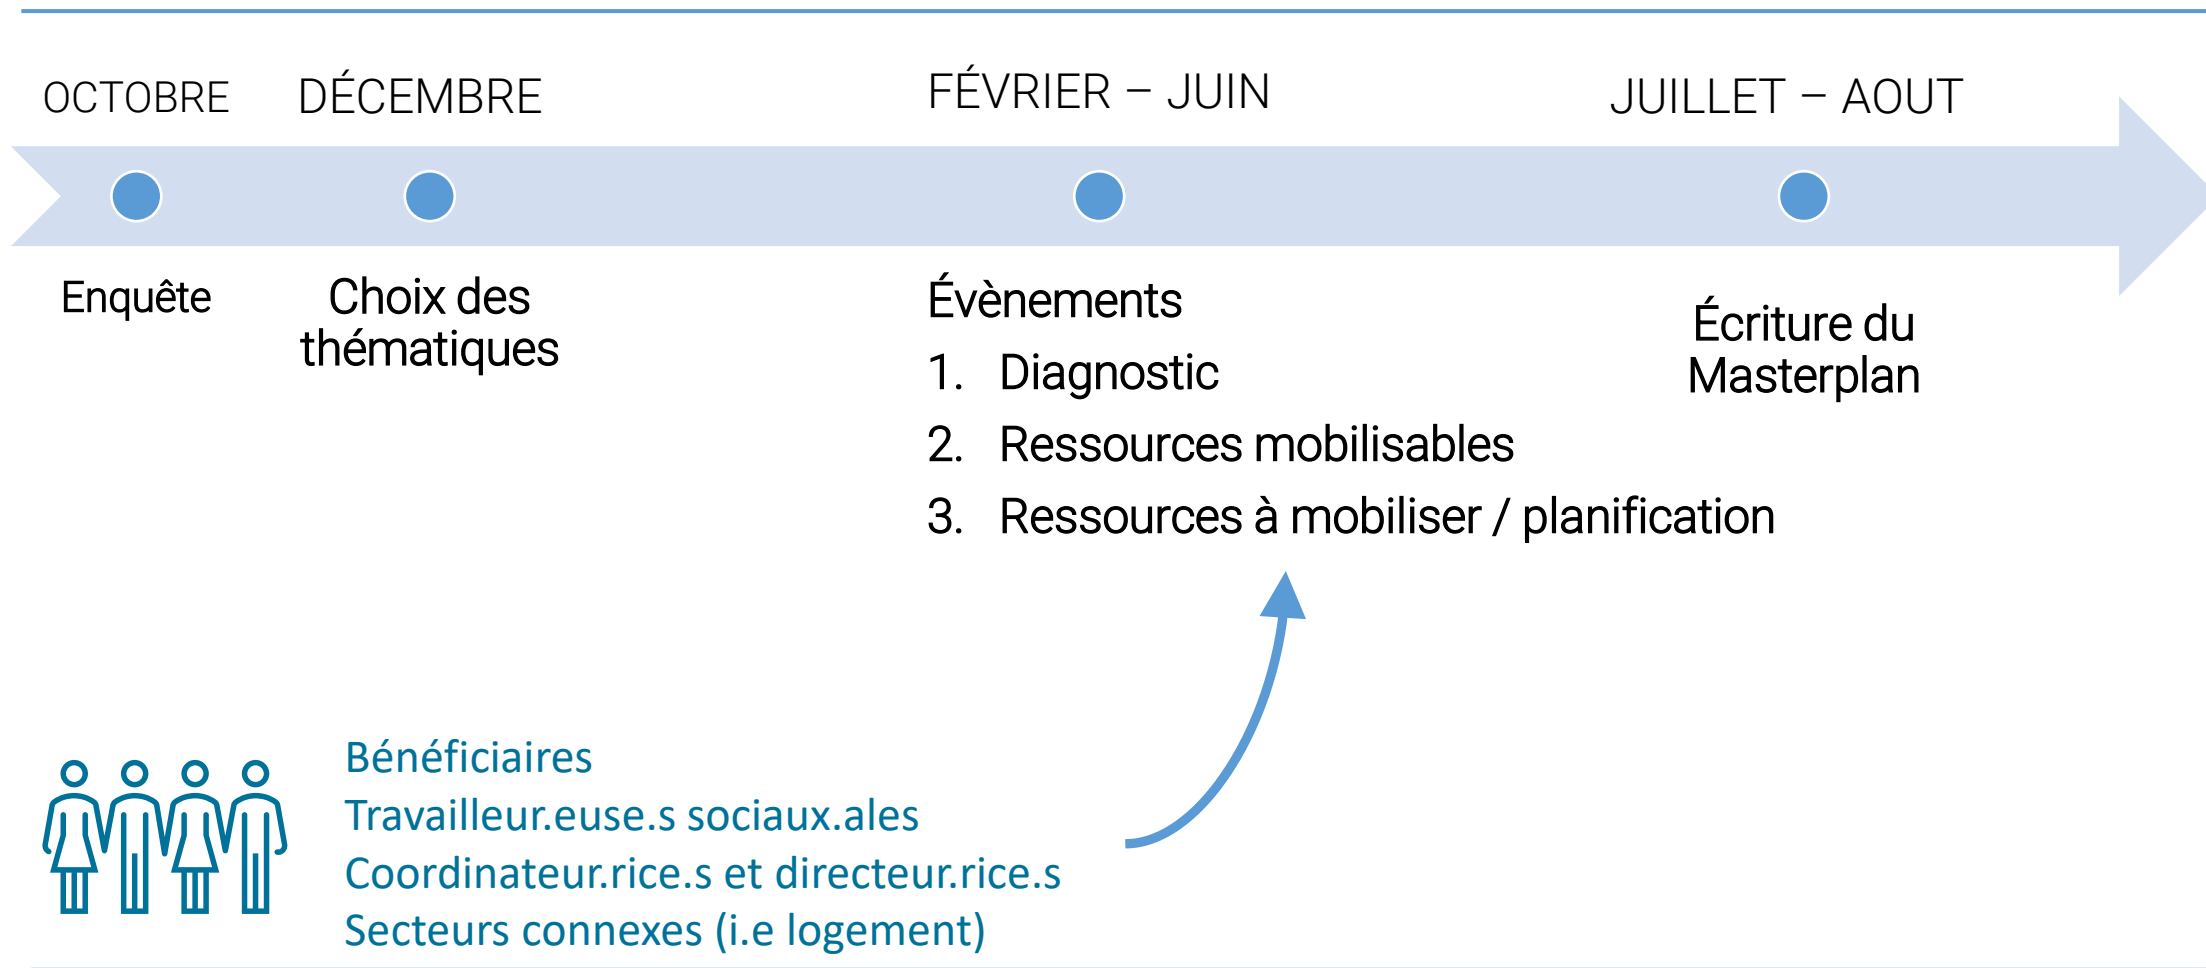 OCTOBRE
DÉCEMBRE
FÉVRIER – JUIN
JUILLET – AOUT
Enquête
Choix des
thématiques
Évènements
1. Diagnostic
2. Ressources mobilisables
3. Ressources à mobiliser / planification
Écriture du
Masterplan
Bénéficiaires
Travailleur.euse.s sociaux.ales
Coordinateur.rice.s et directeur.rice.s
Secteurs connexes (i.e logement)